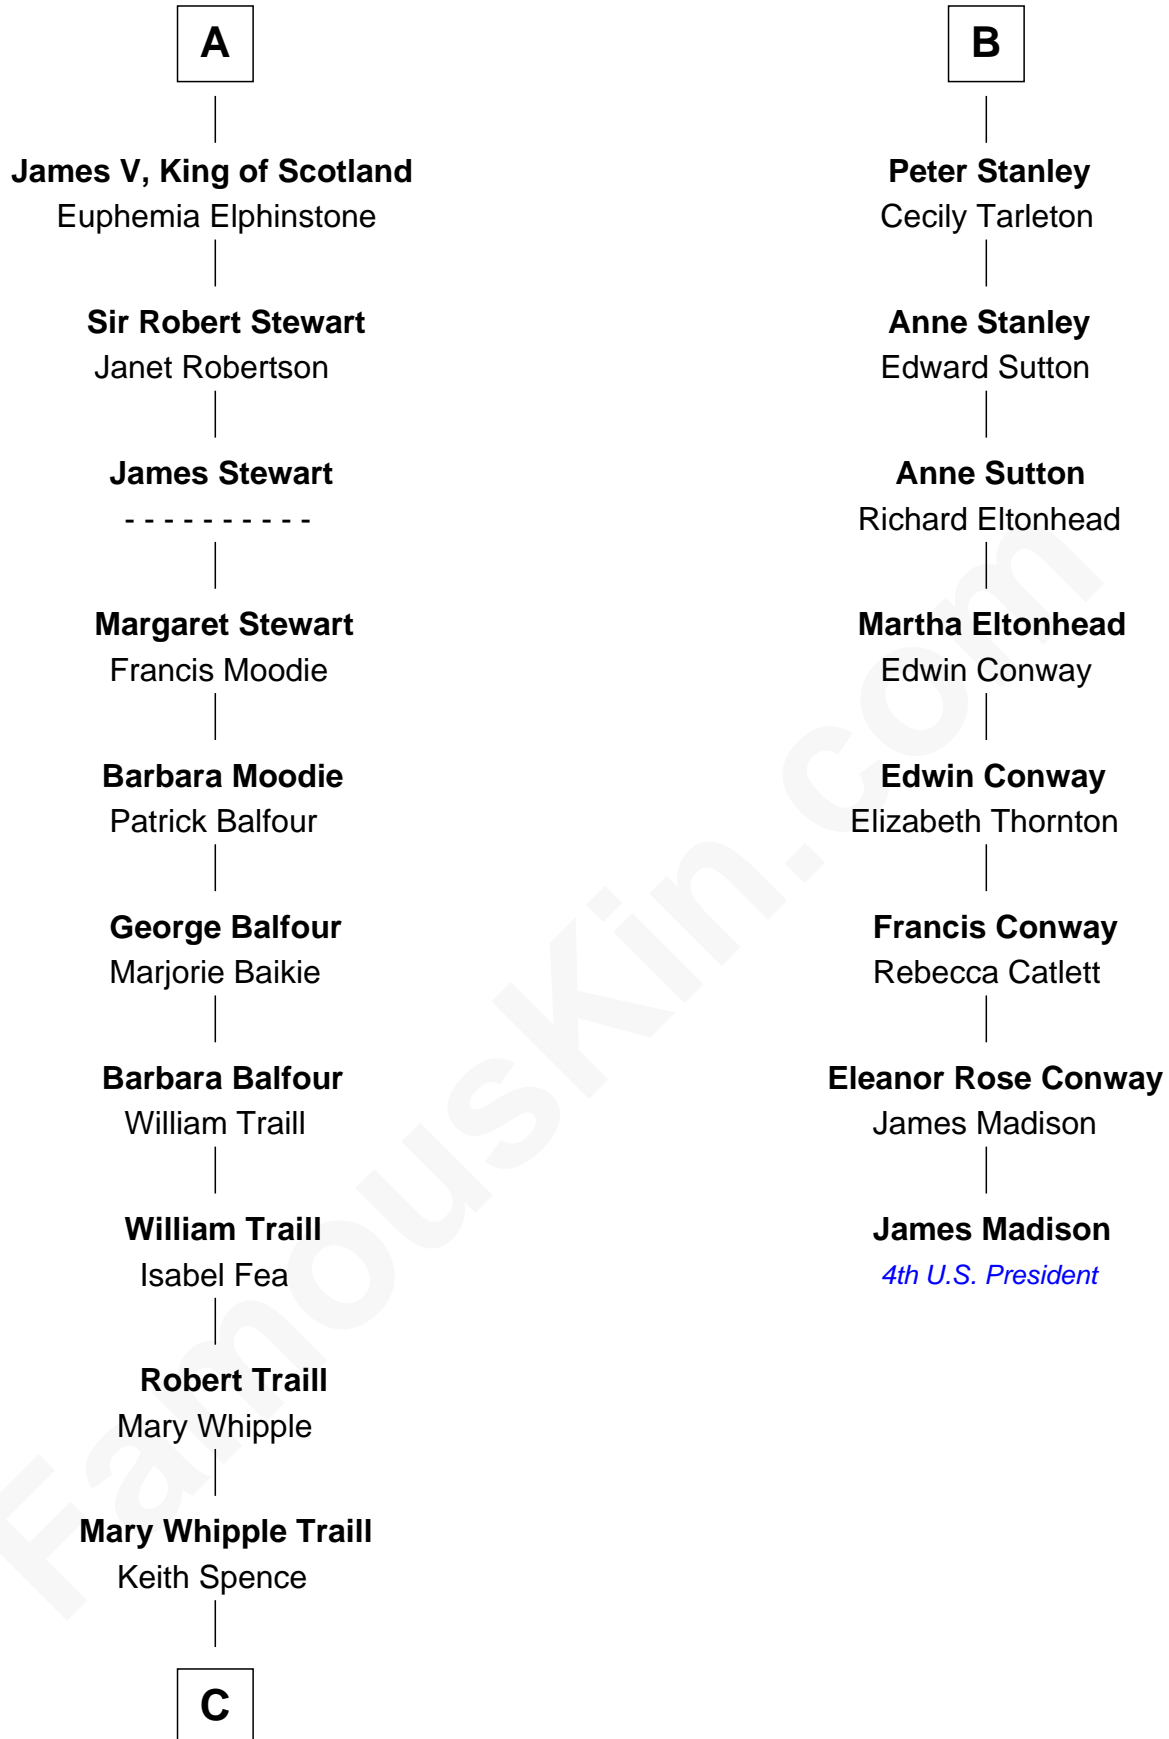 A
James V, King of Scotland
Euphemia Elphinstone
Sir Robert Stewart
Janet Robertson
James Stewart
- - - - - - - - - -
Margaret Stewart
Francis Moodie
Barbara Moodie
Patrick Balfour
George Balfour
Marjorie Baikie
Barbara Balfour
William Traill
William Traill
Isabel Fea
Robert Traill
Mary Whipple
Mary Whipple Traill
Keith Spence
C
B
Peter Stanley
Cecily Tarleton
Anne Stanley
Edward Sutton
Anne Sutton
Richard Eltonhead
Martha Eltonhead
Edwin Conway
Edwin Conway
Elizabeth Thornton
Francis Conway
Rebecca Catlett
Eleanor Rose Conway
James Madison
James Madison
4th U.S. President
FamousKin.com